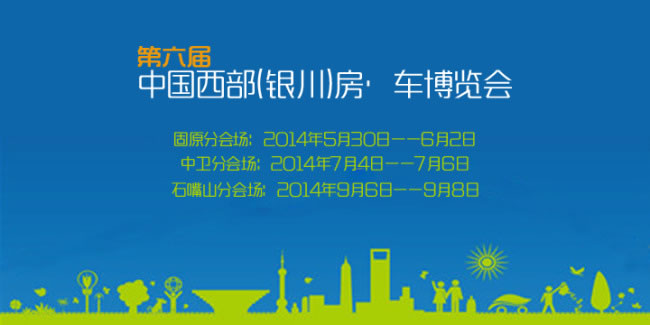 第六届
中国西部(银川)房·车博览会
固原分会场：2014年5月30日——6月2日
中卫分会场：2014年7月4日——7月6日
石嘴山分会场：2014年9月6日——9月8日